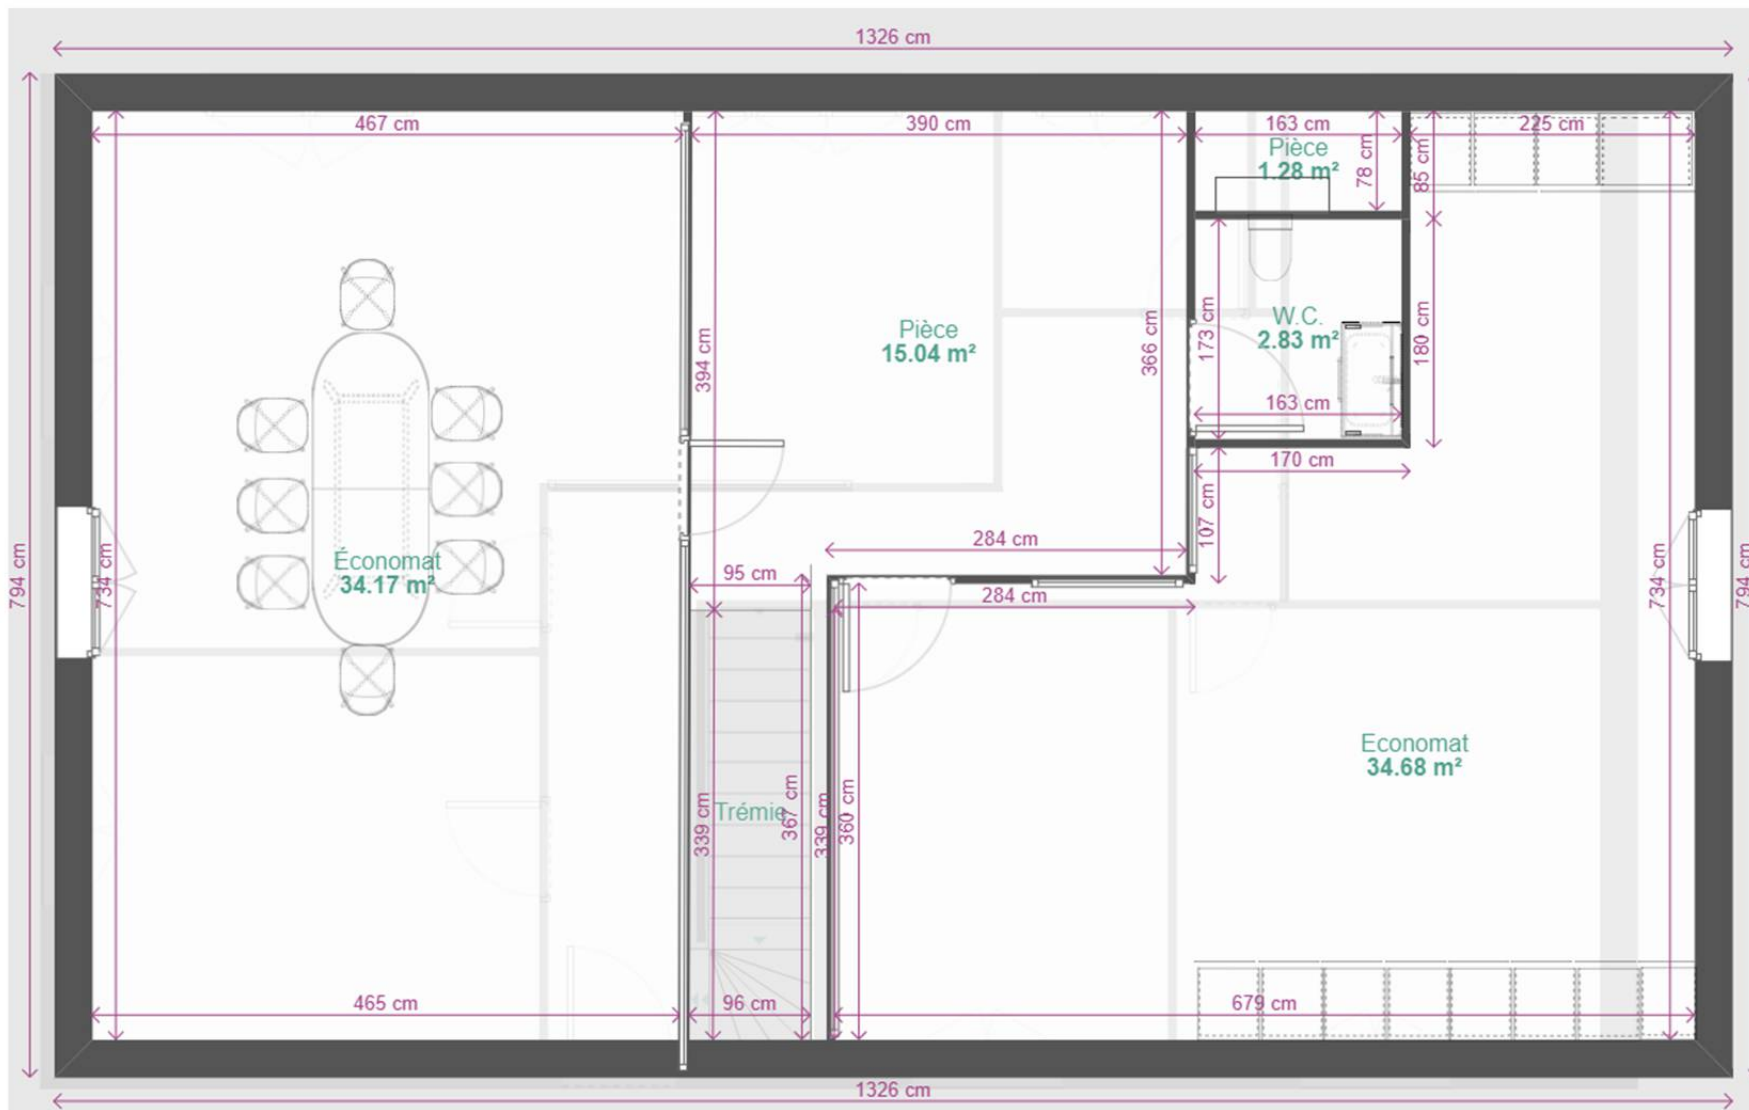 1326 cm
467 cm
390 cm
163 cm
225 cm
Pièce
1.28 m²
78 cm
85 cm
Pièce
15.04 m²
394 cm
366 cm
173 cm
W.C.
2.83 m²
180 cm
163 cm
170 cm
107 cm
284 cm
284 cm
95 cm
794 cm
734 cm
Économat
34.17 m²
734 cm
794 cm
Economat
34.68 m²
Trémie
339 cm
367 cm
339 cm
360 cm
465 cm
96 cm
679 cm
1326 cm